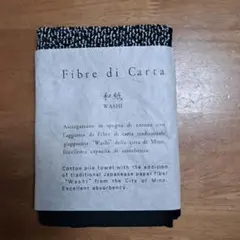 Fibre di Carta
和紙
WASHI
Asciugamano in spugna di cotone con
l'aggiunta di Fibre di carta tradizionale
giapponese "Washi" della città di Mino.
Eccellente capacità di assorbenza.
Cotton pile towel with the addition
of traditional Japanese paper fiber
"Washi" from the City of Mino.
Excellent absorbency.